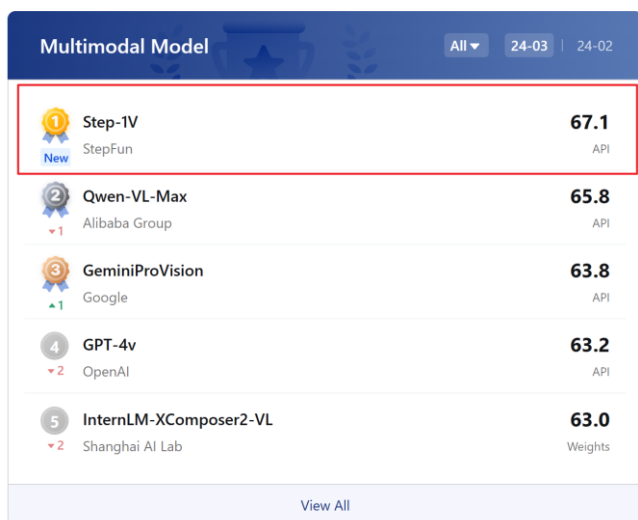 Multimodal Model All ▾ 24-03 | 24-02
1 Step-1V 67.1
New StepFun API
2 Qwen-VL-Max 65.8
▼1 Alibaba Group API
3 GeminiProVision 63.8
▲1 Google API
4 GPT-4v 63.2
▼2 OpenAI API
5 InternLM-XComposer2-VL 63.0
▼2 Shanghai AI Lab Weights
View All